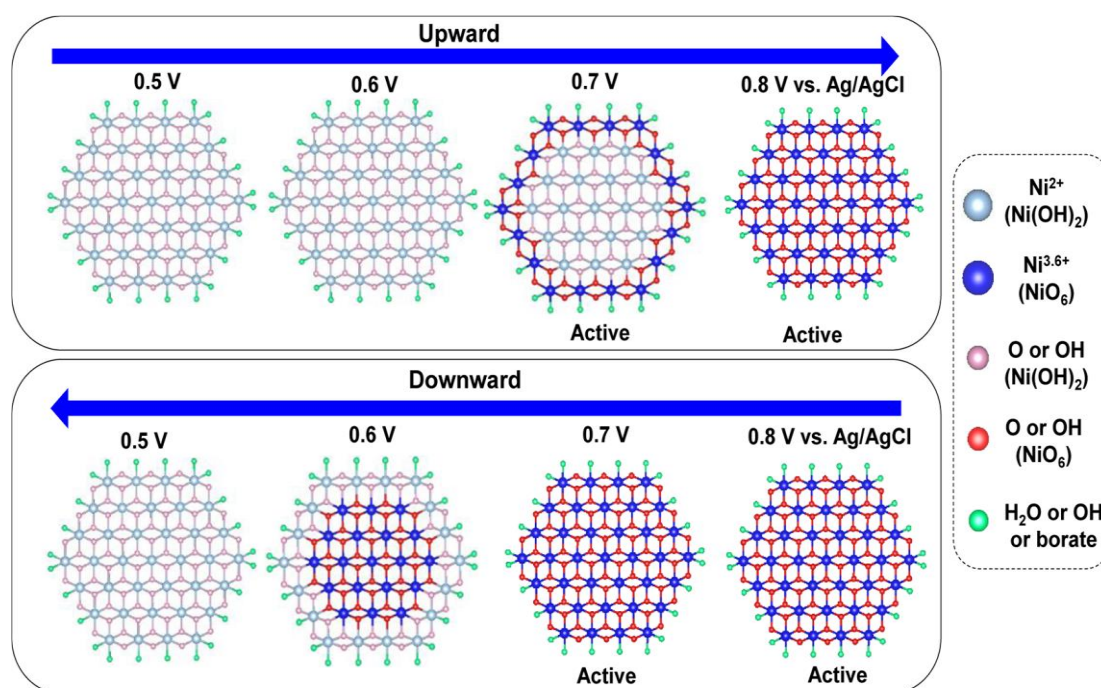 Upward
0.5 V
0.6 V
0.7 V
0.8 V vs. Ag/AgCl
Active
Active
Downward
0.5 V
0.6 V
0.7 V
0.8 V vs. Ag/AgCl
Active
Active
Ni²⁺
(Ni(OH)₂)
Ni³·⁶⁺
(NiO₆)
O or OH
(Ni(OH)₂)
O or OH
(NiO₆)
H₂O or OH
or borate